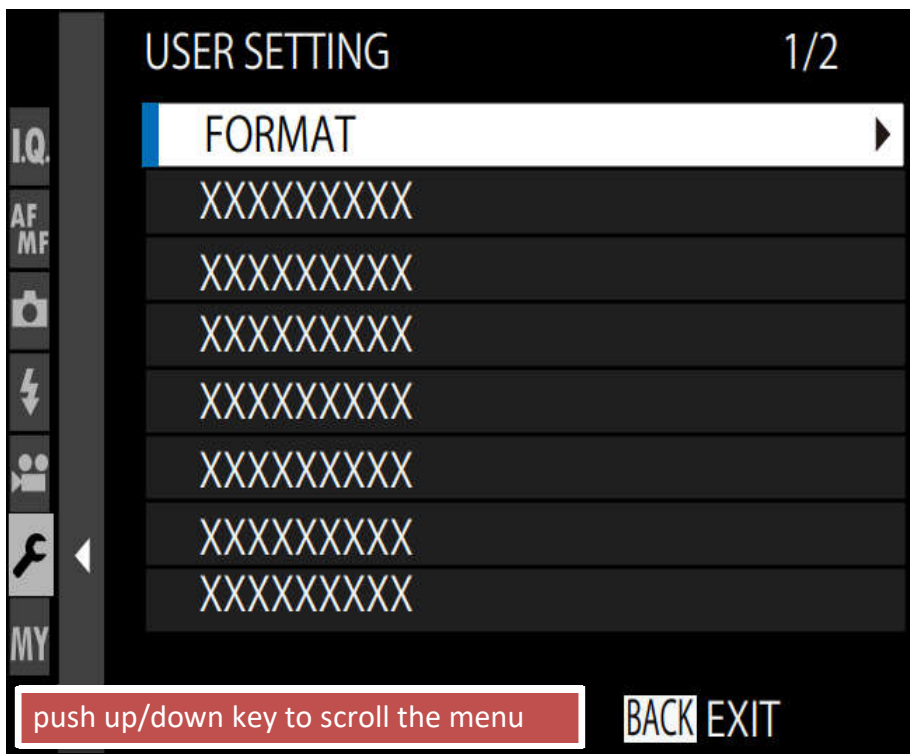 USER SETTING 1/2
FORMAT
I.Q.
XXXXXXXXX
AF
MF
XXXXXXXXX
XXXXXXXXX
XXXXXXXXX
XXXXXXXXX
XXXXXXXXX
XXXXXXXXX
MY
push up/down key to scroll the menu
BACK EXIT